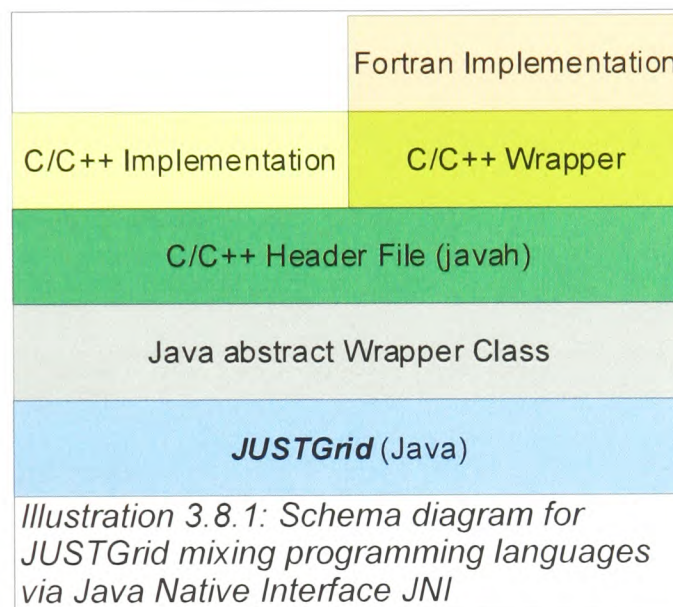 Fortran Implementation
C/C++ Implementation
C/C++ Wrapper
C/C++ Header File (javah)
Java abstract Wrapper Class
JUSTGrid (Java)
Illustration 3.8.1: Schema diagram for
JUSTGrid mixing programming languages
via Java Native Interface JNI